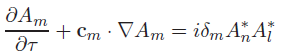 ∂A_m/∂τ + c_m · ∇A_m = iδ_m A_n^* A_l^*